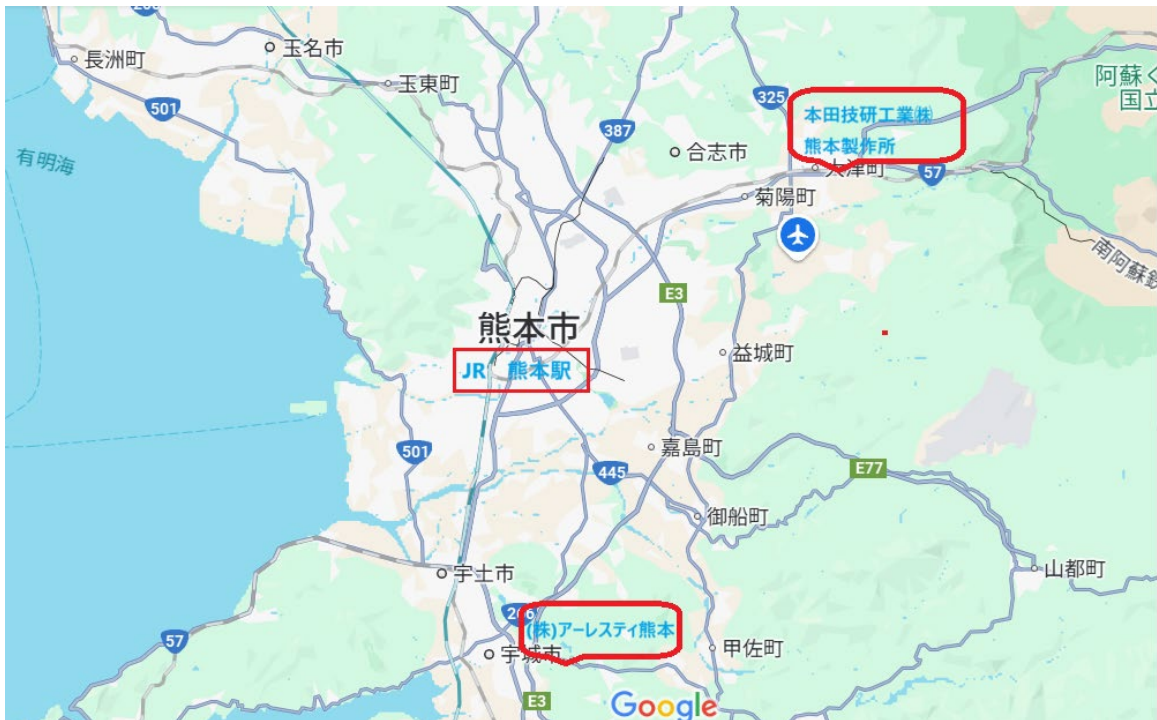 長洲町
玉名市
玉東町
501
有明海
387
325
合志市
本田技研工業㈱
熊本製作所
大津町
57
菊陽町
阿蘇く
国立
南阿蘇鉄
E3
熊本市
JR 熊本駅
益城町
501
嘉島町
445
E77
御船町
山都町
宇土市
266
(株)アーレスティ熊本
宇城市
甲佐町
57
E3
Google